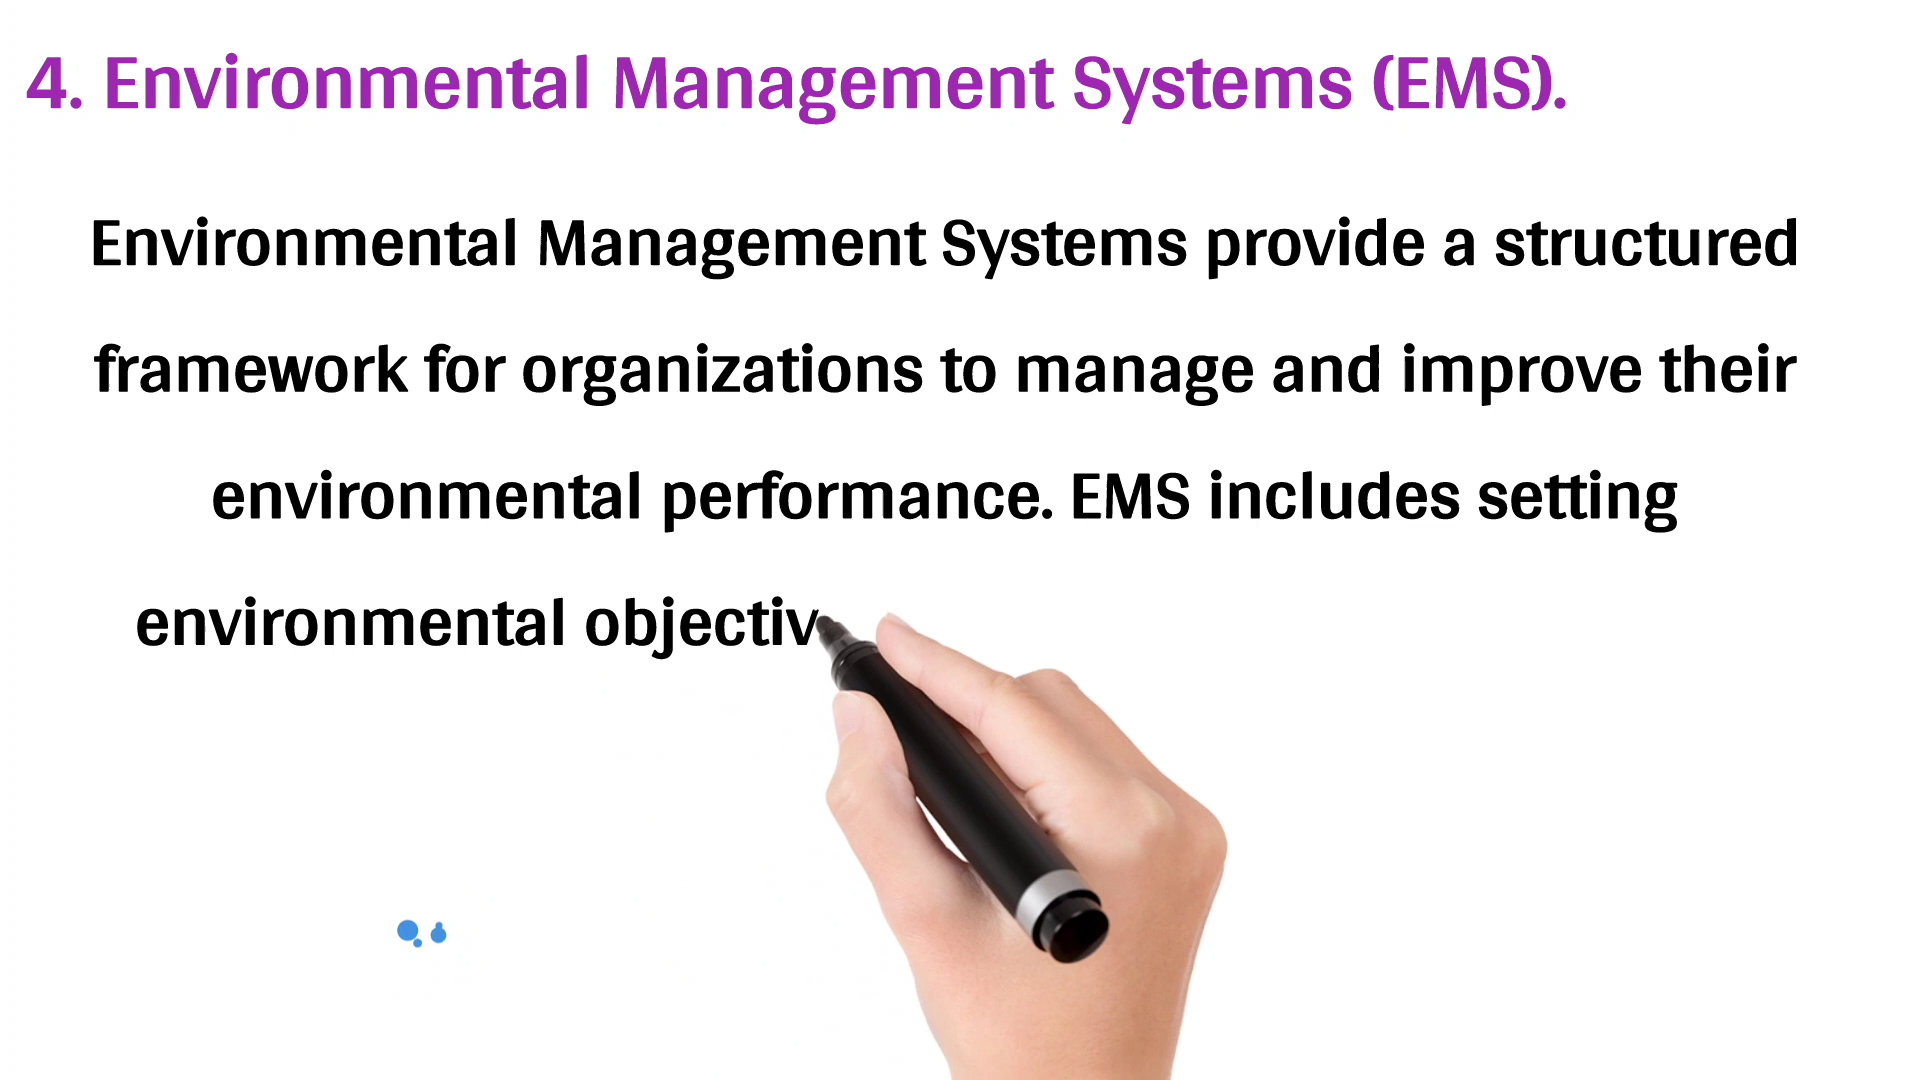 4. Environmental Management Systems (EMS).
Environmental Management Systems provide a structured
framework for organizations to manage and improve their
environmental performance. EMS includes setting
environmental objectiv